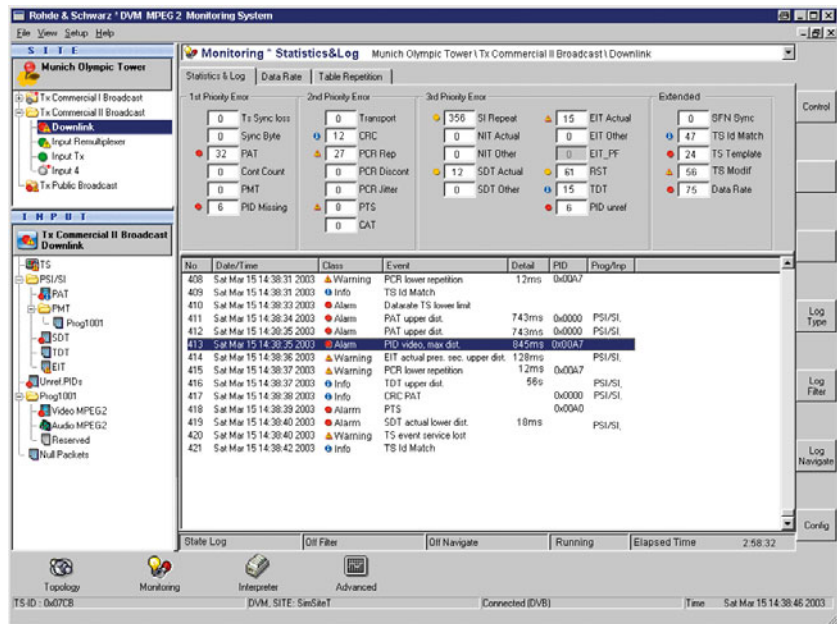 Rohde & Schwarz * DVM MPEG 2 Monitoring System
File View Setup Help
SITE
Munich Olympic Tower
Tx Commercial I Broadcast
Tx Commercial II Broadcast
Downlink
Input Remultiplexer
Input Tx
Input 4
Tx Public Broadcast
INPUT
Tx Commercial II Broadcast
Downlink
TS
PSI/SI
PAT
PMT
Prog1001
SDT
TDT
EIT
Unref.PIDs
Prog1001
Video MPEG2
Audio MPEG2
Reserved
Null Packets
Monitoring * Statistics&Log Munich Olympic Tower \ Tx Commercial II Broadcast \ Downlink
Statistics & Log Data Rate Table Repetition
1st Priority Error
0 Ts Sync loss
0 Sync Byte
32 PAT
0 Cont Count
0 PMT
6 PID Missing
2nd Priority Error
0 Transport
12 CRC
27 PCR Rep
0 PCR Discont
0 PCR Jitter
8 PTS
0 CAT
3rd Priority Error
356 SI Repeat
0 NIT Actual
0 NIT Other
12 SDT Actual
0 SDT Other
15 EIT Actual
0 EIT Other
0 EIT_PF
61 RST
15 TDT
6 PID unref
Extended
0 SFN Sync
47 TS Id Match
24 TS Template
56 TS Modif
75 Data Rate
No Date/Time Class Event Detail PID Prog/Inp
408 Sat Mar 15 14:38:31 2003 Warning PCR lower repetition 12ms 0x00A7
409 Sat Mar 15 14:38:31 2003 Info TS Id Match
410 Sat Mar 15 14:38:33 2003 Alarm Datarate TS lower limit
411 Sat Mar 15 14:38:34 2003 Alarm PAT upper dist. 743ms 0x0000 PSI/SI,
412 Sat Mar 15 14:38:35 2003 Alarm PAT upper dist. 743ms 0x0000 PSI/SI,
413 Sat Mar 15 14:38:35 2003 Alarm PID video, max dist. 845ms 0x00A7
414 Sat Mar 15 14:38:36 2003 Warning EIT actual pres. sec. upper dist. 128ms PSI/SI,
415 Sat Mar 15 14:38:37 2003 Warning PCR lower repetition 12ms 0x00A7
416 Sat Mar 15 14:38:37 2003 Info TDT upper dist. 56s PSI/SI,
417 Sat Mar 15 14:38:38 2003 Info CRC PAT 0x0000 PSI/SI,
418 Sat Mar 15 14:38:39 2003 Alarm PTS 0x00A0
419 Sat Mar 15 14:38:40 2003 Alarm SDT actual lower dist. 18ms PSI/SI,
420 Sat Mar 15 14:38:40 2003 Warning TS event service lost
421 Sat Mar 15 14:38:42 2003 Info TS Id Match
State Log Off Filter Off Navigate Running Elapsed Time 2:58:32
Control
Log Type
Log Filter
Log Navigate
Config
Topology Monitoring Interpreter Advanced
TS-ID : 0x07CB DVM, SITE: SimSiteT Connected (DVB) Time Sat Mar 15 14:38:46 2003